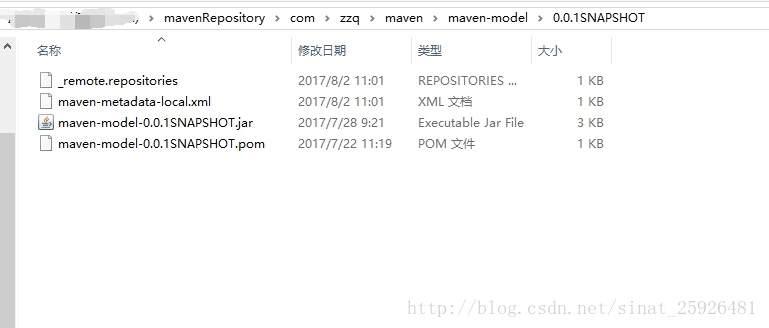 mavenRepository > com > zzq > maven > maven-model > 0.0.1SNAPSHOT
名称 修改日期 类型 大小
_remote.repositories 2017/8/2 11:01 REPOSITORIES ... 1 KB
maven-metadata-local.xml 2017/8/2 11:01 XML 文档 1 KB
maven-model-0.0.1SNAPSHOT.jar 2017/7/28 9:21 Executable Jar File 3 KB
maven-model-0.0.1SNAPSHOT.pom 2017/7/22 11:19 POM 文件 1 KB
http://blog.csdn.net/sinat_25926481